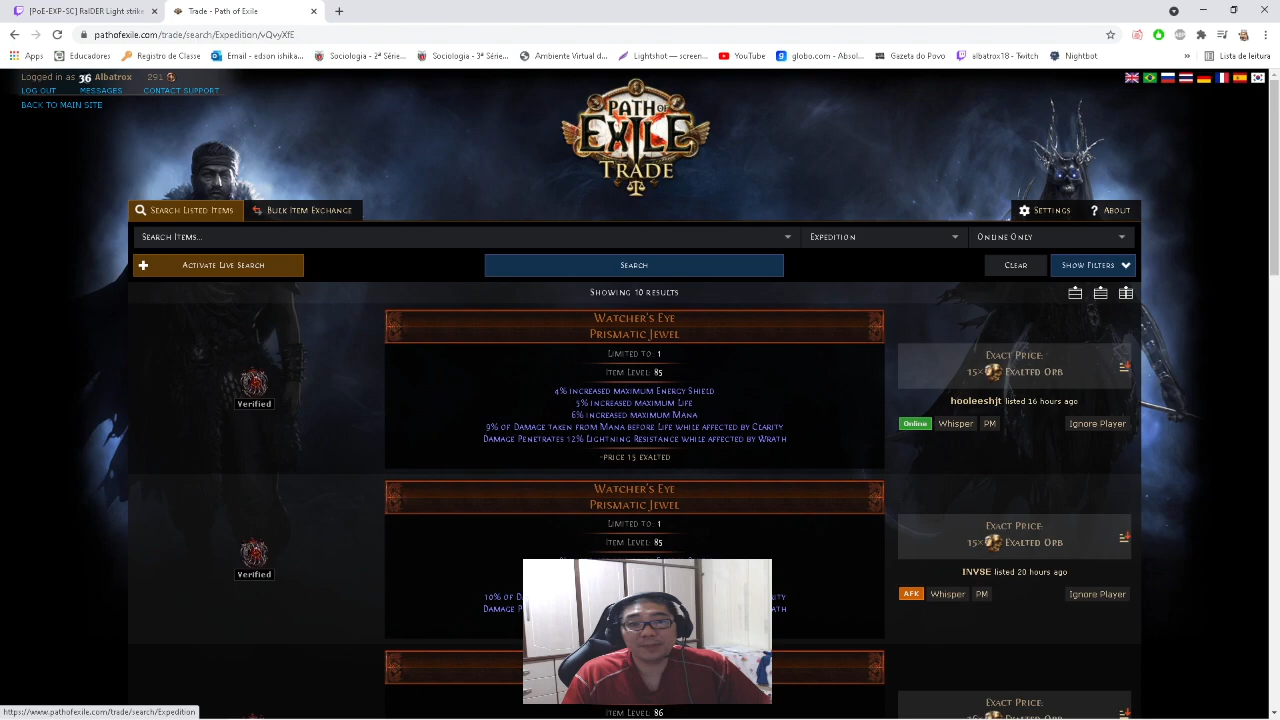 [PoE-EXP-SC] RaIDER Light strike
Trade - Path of Exile
pathofexile.com/trade/search/Expedition/vQvyXfE
Apps
Educadores
Registro de Classe
Email - edson ishika...
Sociologia - 2ª Série...
Sociologia - 3ª Série...
Ambiente Virtual d...
Lightshot — screen...
YouTube
globo.com - Absol...
Gazeta do Povo
albatrox18 - Twitch
Nightbot
»
Lista de leitura
Logged in as 36 Albatrox 291
LOG OUT MESSAGES CONTACT SUPPORT
BACK TO MAIN SITE
PATH OF EXILE
TRADE
Search Listed Items
Bulk Item Exchange
Settings
? About
Search Items...
Expedition
Online Only
Activate Live Search
Search
Clear
Show Filters
Showing 10 results
Watcher's Eye
Prismatic Jewel
Limited to: 1
Item Level: 85
4% increased maximum Energy Shield
5% increased maximum Life
6% increased maximum Mana
9% of Damage taken from Mana before Life while affected by Clarity
Damage Penetrates 12% Lightning Resistance while affected by Wrath
~price 15 exalted
Verified
Exact Price:
15× Exalted Orb
hooleeshjt listed 16 hours ago
Online Whisper PM Ignore Player
Watcher's Eye
Prismatic Jewel
Limited to: 1
Item Level: 85
10% of D
Damage P
Verified
Exact Price:
15× Exalted Orb
INVSE listed 20 hours ago
AFK Whisper PM Ignore Player
Item Level: 86
Exact Price:
https://www.pathofexile.com/trade/search/Expedition